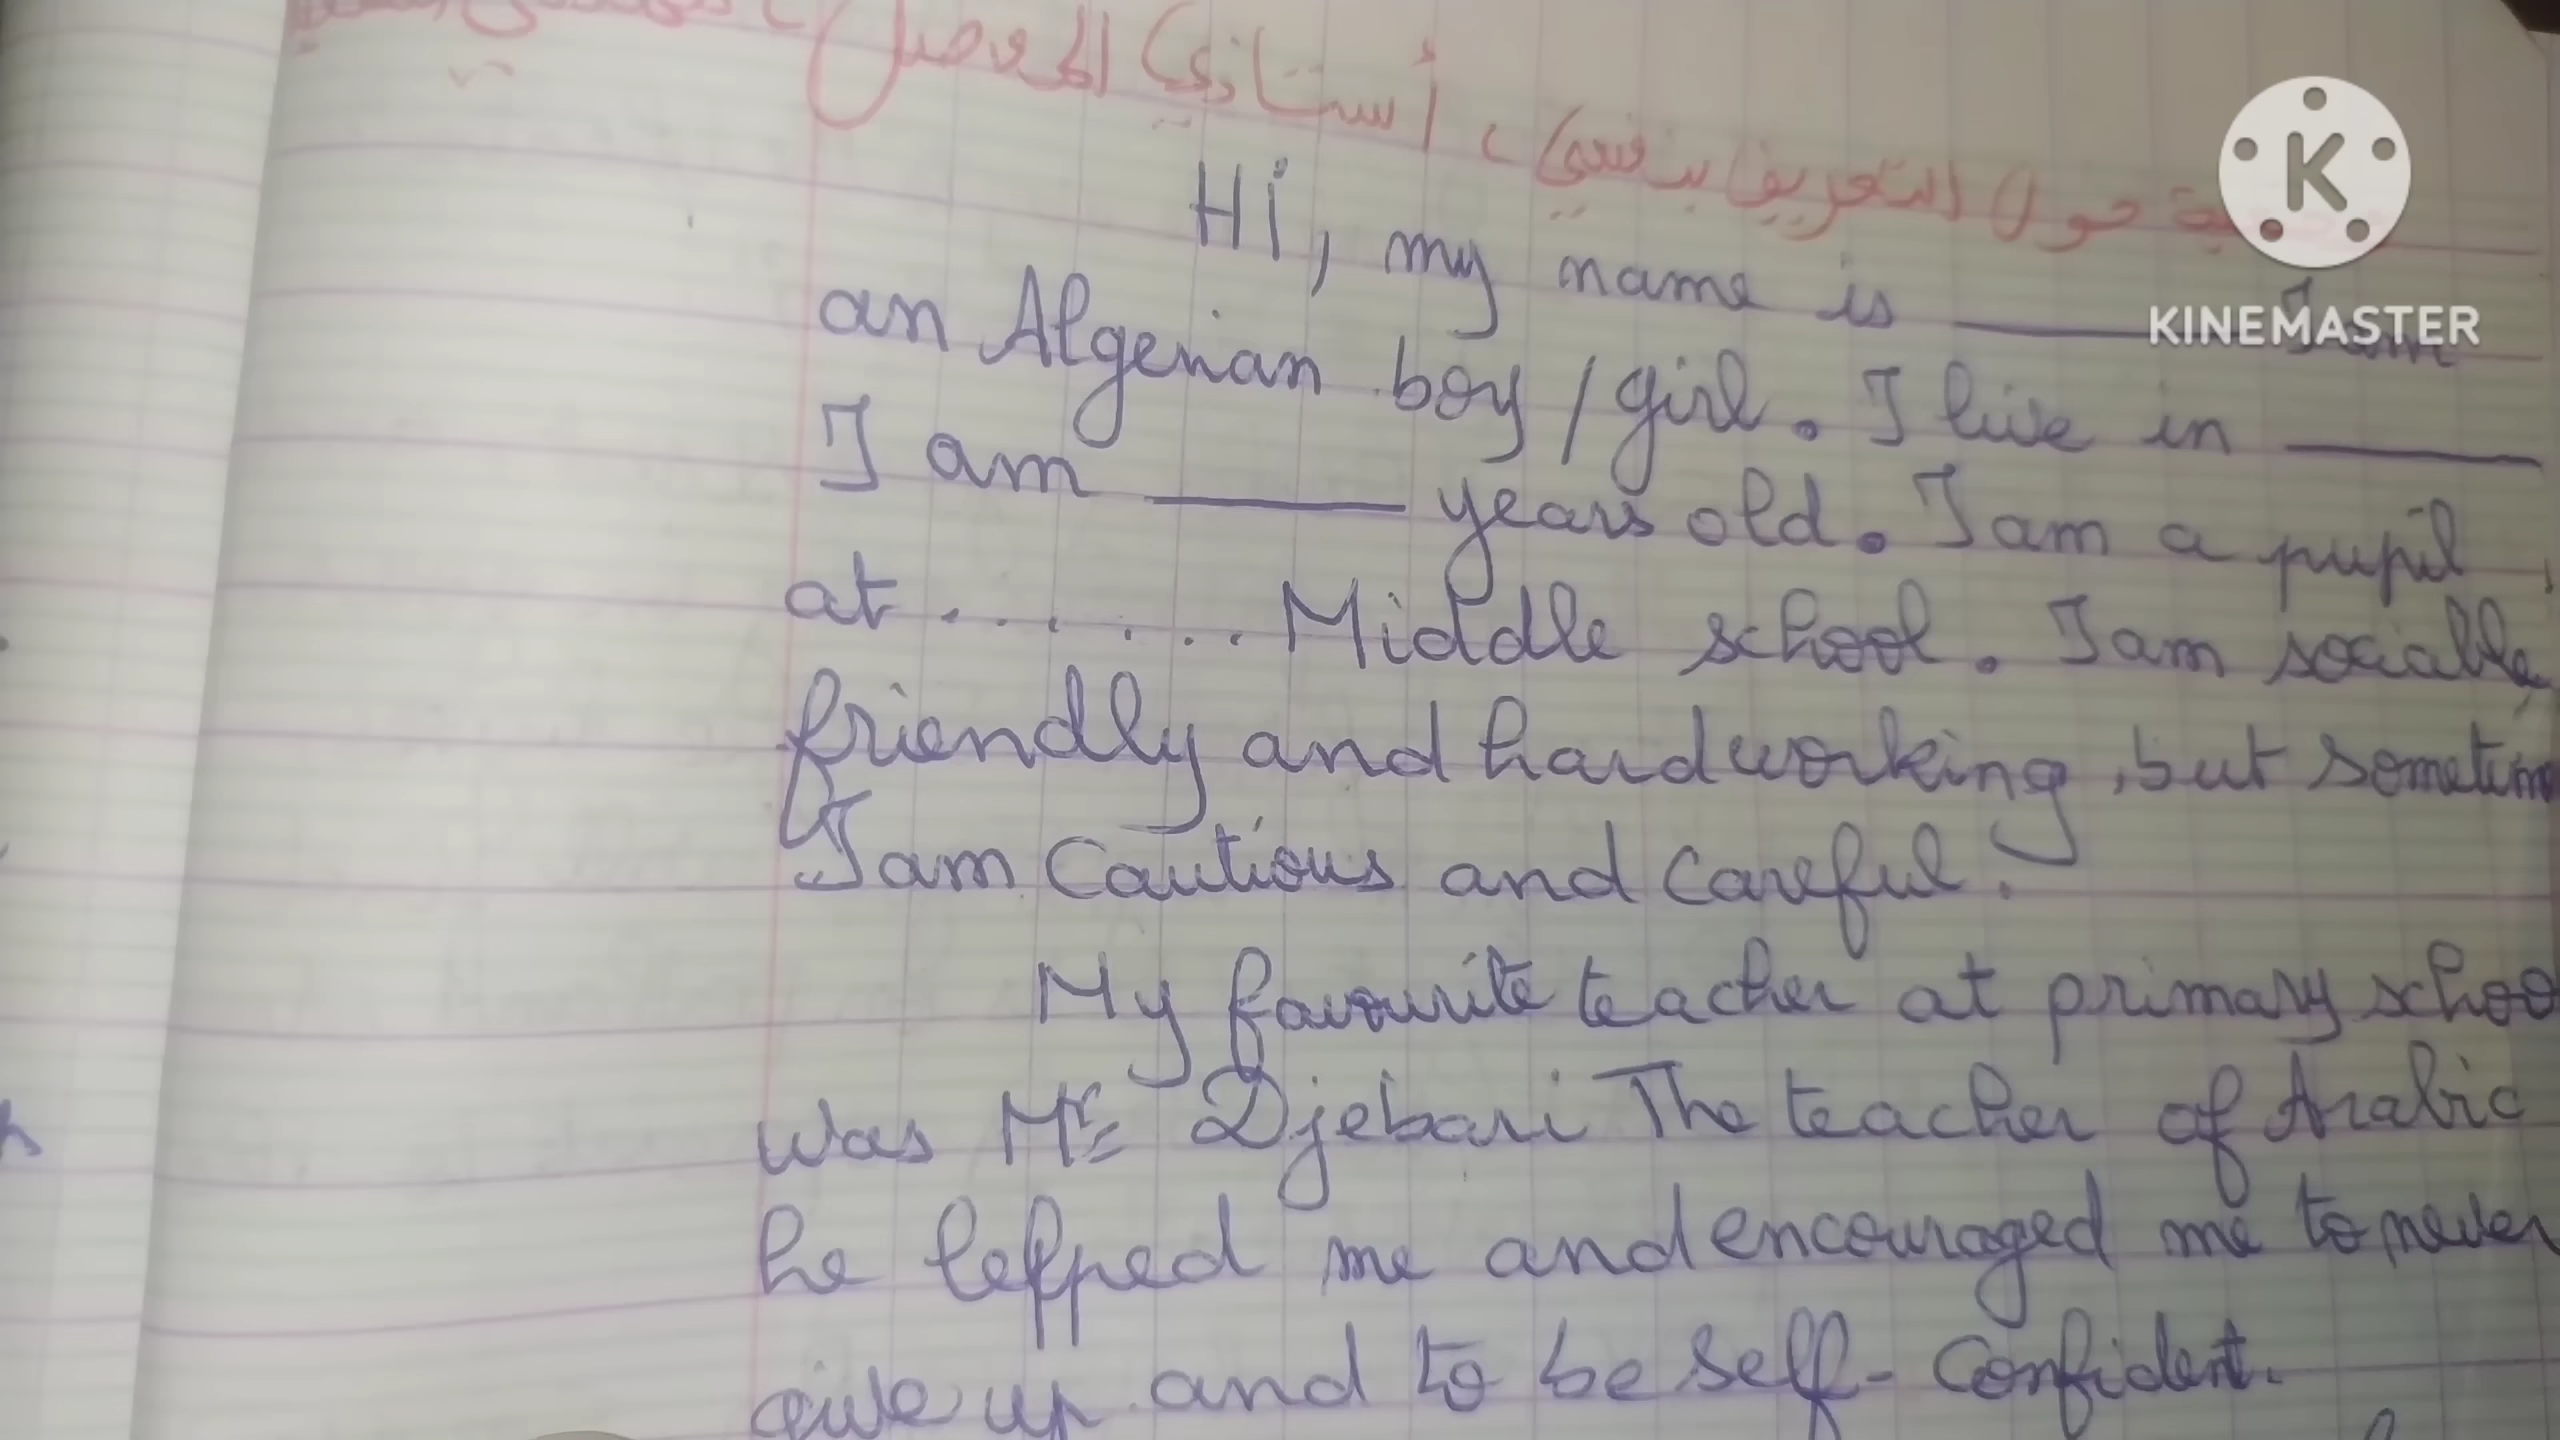 حول التعريف بنفسي، أستاذي المفضل،
Hi, my name is ______ I am
an Algerian boy / girl. I live in ______
I am ______ years old. I am a pupil
at ....... Middle school. I am sociable,
friendly and hardworking, but sometim
I am Cautious and Careful.
My favourite teacher at primary schoo
was Mr Djebari The teacher of Arabic
he lepped me and encouraged me to never
give up and to be self-Confident.
KINEMASTER